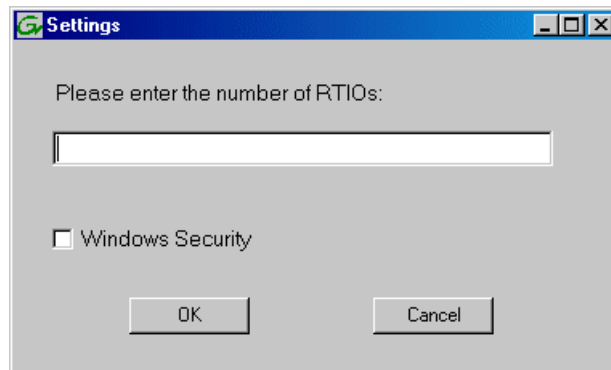 Settings
Please enter the number of RTIOs:
Windows Security
OK
Cancel